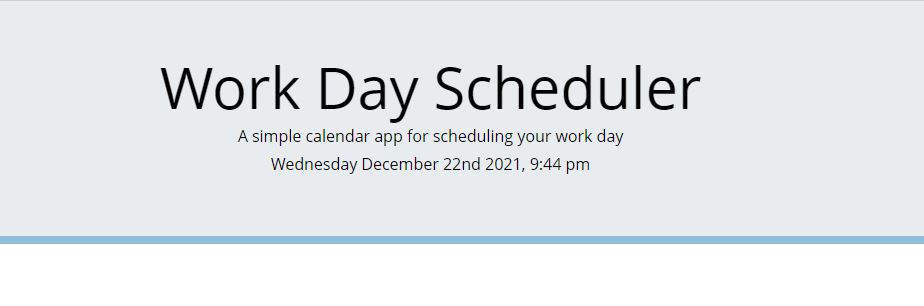 Work Day Scheduler
A simple calendar app for scheduling your work day
Wednesday December 22nd 2021, 9:44 pm